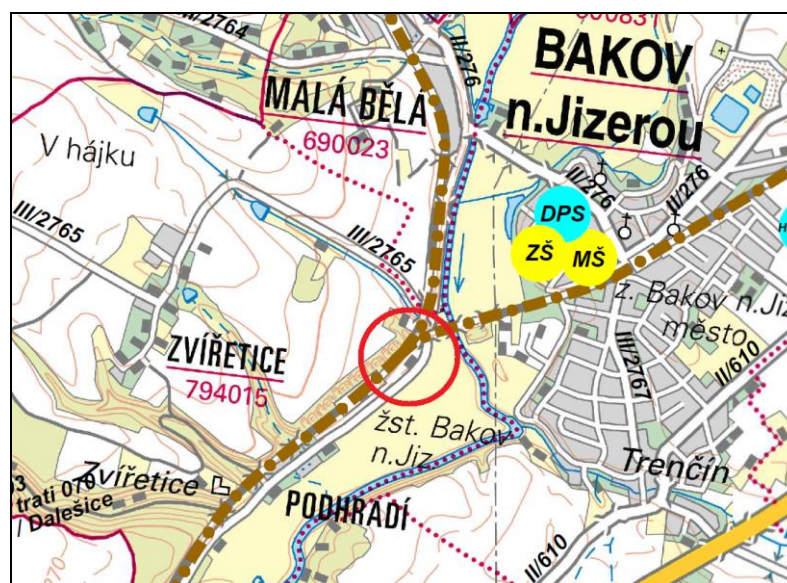 II/2764
II/276
BAKOV
n.Jizerou
MALÁ BĚLÁ
690023
V hájku
II/276
II/276
DPS
ZŠ
MŠ
III/2765
III/2765
z. Bakov n.Jiz
město
ZVÍŘETICE
794015
III/2767
II/610
žst. Bakov
n.Jiz.
Zvířetice
trati 070
/ Dalešice
PODHRADÍ
Trenčín
II/610